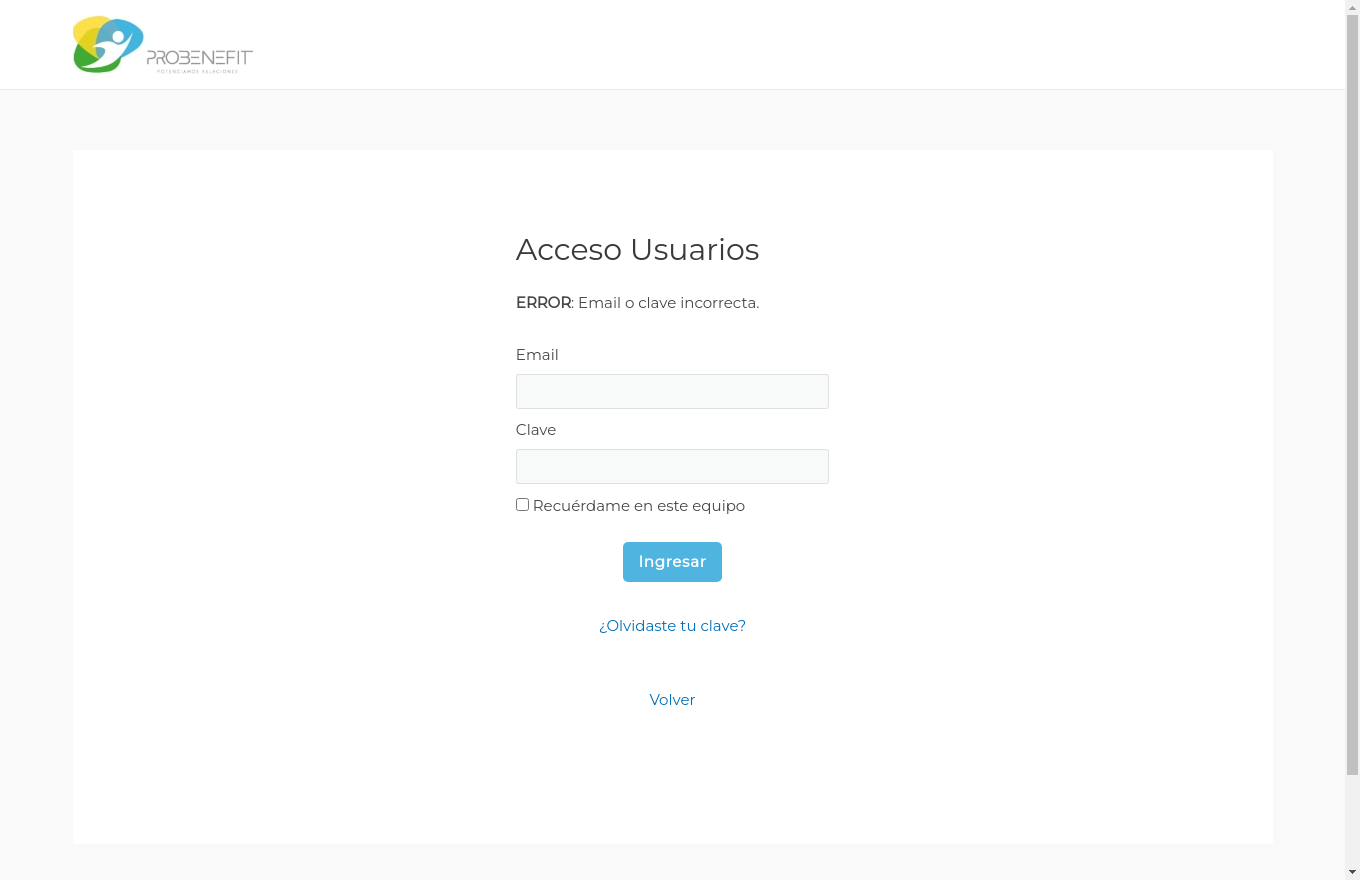 PROBENEFIT
POTENCIAMOS RELACIONES
Acceso Usuarios
ERROR: Email o clave incorrecta.
Email
Clave
Recuérdame en este equipo
Ingresar
¿Olvidaste tu clave?
Volver